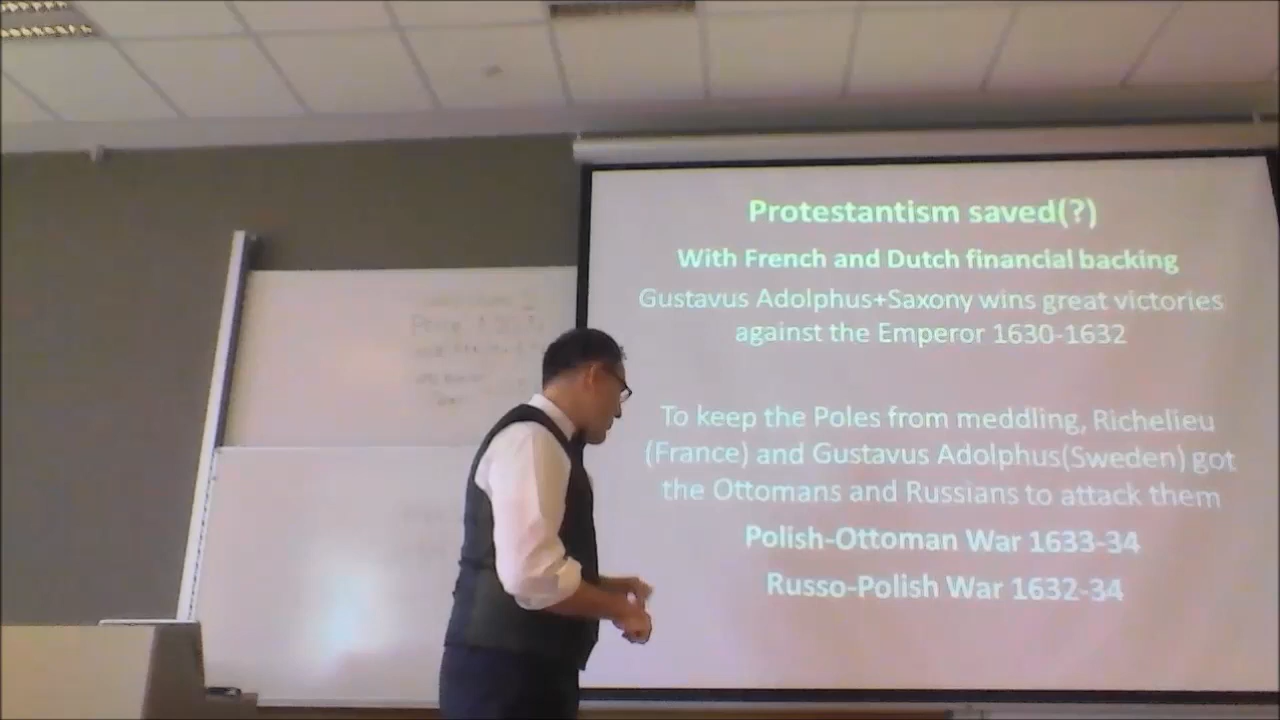 Protestantism saved(?)
With French and Dutch financial backing
Gustavus Adolphus+Saxony wins great victories
against the Emperor 1630-1632
To keep the Poles from meddling, Richelieu
(France) and Gustavus Adolphus(Sweden) got
the Ottomans and Russians to attack them
Polish-Ottoman War 1633-34
Russo-Polish War 1632-34